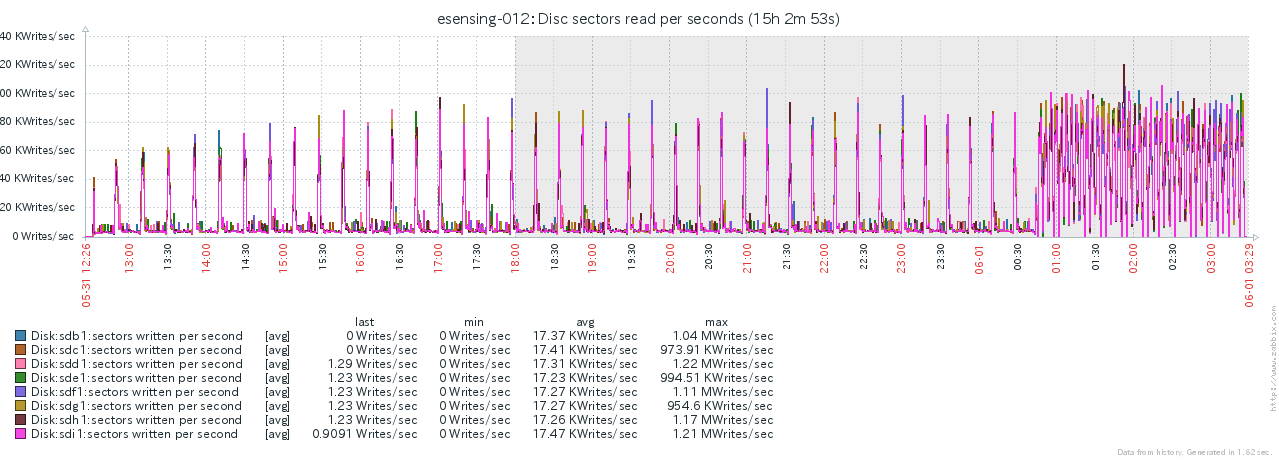 esensing-012: Disc sectors read per seconds (15h 2m 53s)
40 KWrites/sec
20 KWrites/sec
00 KWrites/sec
80 KWrites/sec
60 KWrites/sec
40 KWrites/sec
20 KWrites/sec
0 Writes/sec
05-31 12:26 13:00 13:30 14:00 14:30 15:00 15:30 16:00 16:30 17:00 17:30 18:00 18:30 19:00 19:30 20:00 20:30 21:00 21:30 22:00 22:30 23:00 23:30 06-01 00:30 01:00 01:30 02:00 02:30 03:00 06-01 03:29
last min avg max
Disk:sdb1:sectors written per second [avg] 0 Writes/sec 0 Writes/sec 17.37 KWrites/sec 1.04 MWrites/sec
Disk:sdc1:sectors written per second [avg] 0 Writes/sec 0 Writes/sec 17.41 KWrites/sec 973.91 KWrites/sec
Disk:sdd1:sectors written per second [avg] 1.29 Writes/sec 0 Writes/sec 17.31 KWrites/sec 1.22 MWrites/sec
Disk:sde1:sectors written per second [avg] 1.23 Writes/sec 0 Writes/sec 17.23 KWrites/sec 994.51 KWrites/sec
Disk:sdf1:sectors written per second [avg] 1.23 Writes/sec 0 Writes/sec 17.27 KWrites/sec 1.11 MWrites/sec
Disk:sdg1:sectors written per second [avg] 1.23 Writes/sec 0 Writes/sec 17.27 KWrites/sec 954.6 KWrites/sec
Disk:sdh1:sectors written per second [avg] 1.23 Writes/sec 0 Writes/sec 17.26 KWrites/sec 1.17 MWrites/sec
Disk:sdi1:sectors written per second [avg] 0.9091 Writes/sec 0 Writes/sec 17.47 KWrites/sec 1.21 MWrites/sec
http://www.zabbix.com
Data from history. Generated in 1.62 sec.